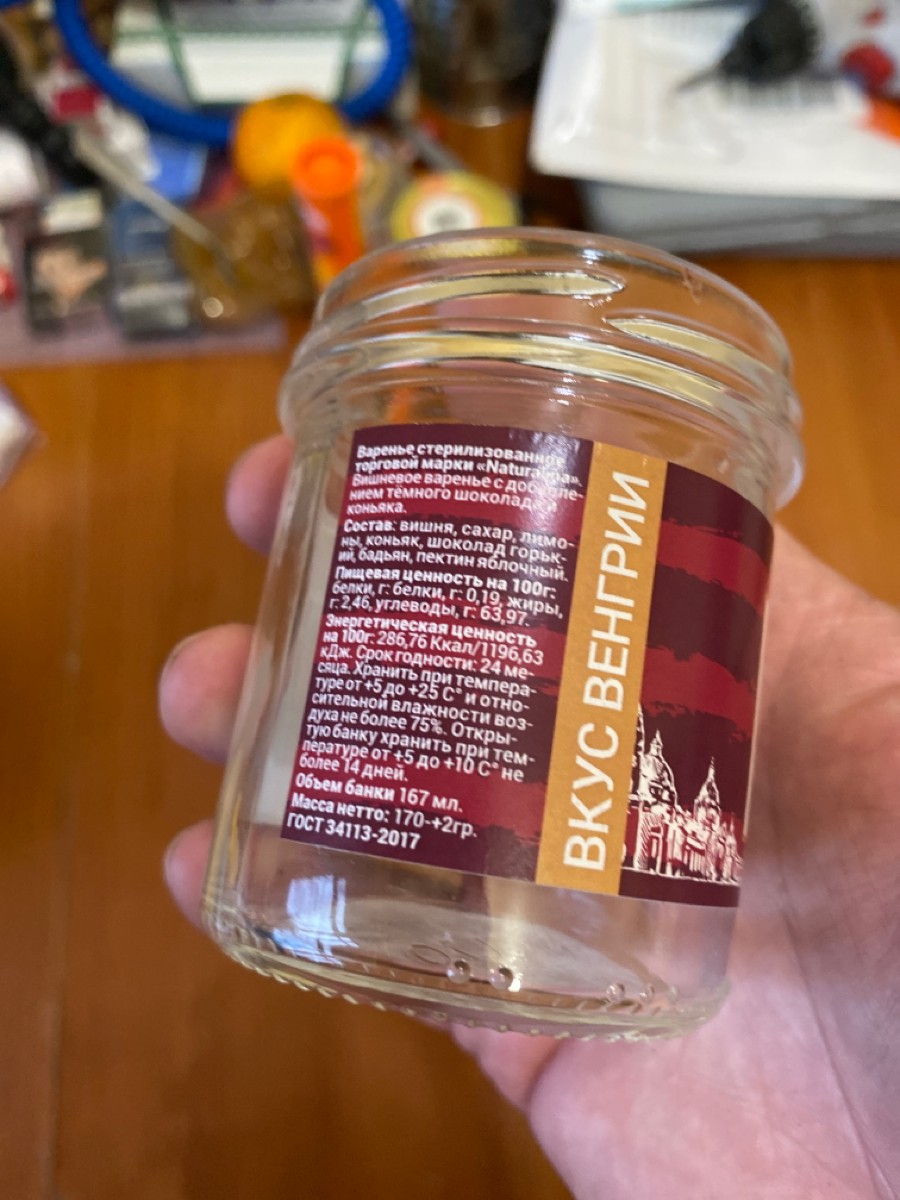 Варенье стерилизованное
торговой марки
Вишневое варенье с добавле-
нием тёмного шоколада и
коньяка.
Состав: вишня, сахар, лимо-
ны, коньяк, шоколад горьк-
ий, бадьян, пектин яблочный.
Пищевая ценность на 100г:
белки, г: белки, г: 0,19, жиры,
г: 2,46, углеводы, г: 63,97.
Энергетическая ценность
на 100г: 286,76 Ккал/1196,63
кДж. Срок годности: 24 ме-
сяца. Хранить при темпера-
туре от +5 до +25 С° и отно-
сительной влажности воз-
духа не более 75%. Откры-
тую банку хранить при тем-
пературе от +5 до +10 С° не
более 14 дней.
Объем банки 167 мл.
Масса нетто: 170-+2гр.
ГОСТ 34113-2017
ВКУС ВЕНГРИИ